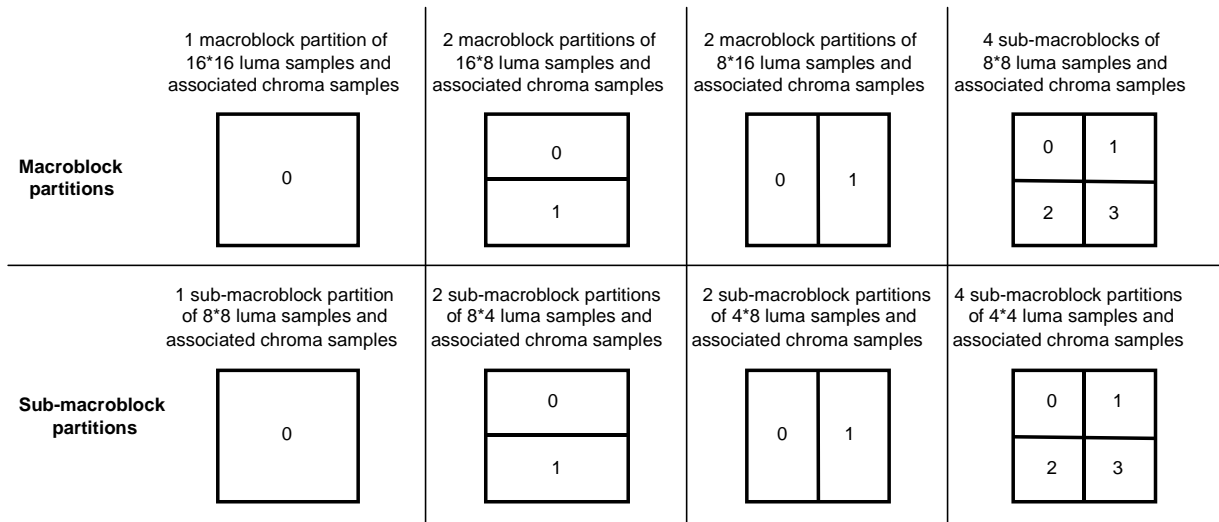 1 macroblock partition of
16*16 luma samples and
associated chroma samples
2 macroblock partitions of
16*8 luma samples and
associated chroma samples
2 macroblock partitions of
8*16 luma samples and
associated chroma samples
4 sub-macroblocks of
8*8 luma samples and
associated chroma samples
Macroblock
partitions
0
0
1
0 1
0 1
2 3
1 sub-macroblock partition
of 8*8 luma samples and
associated chroma samples
2 sub-macroblock partitions
of 8*4 luma samples and
associated chroma samples
2 sub-macroblock partitions
of 4*8 luma samples and
associated chroma samples
4 sub-macroblock partitions
of 4*4 luma samples and
associated chroma samples
Sub-macroblock
partitions
0
0
1
0 1
0 1
2 3